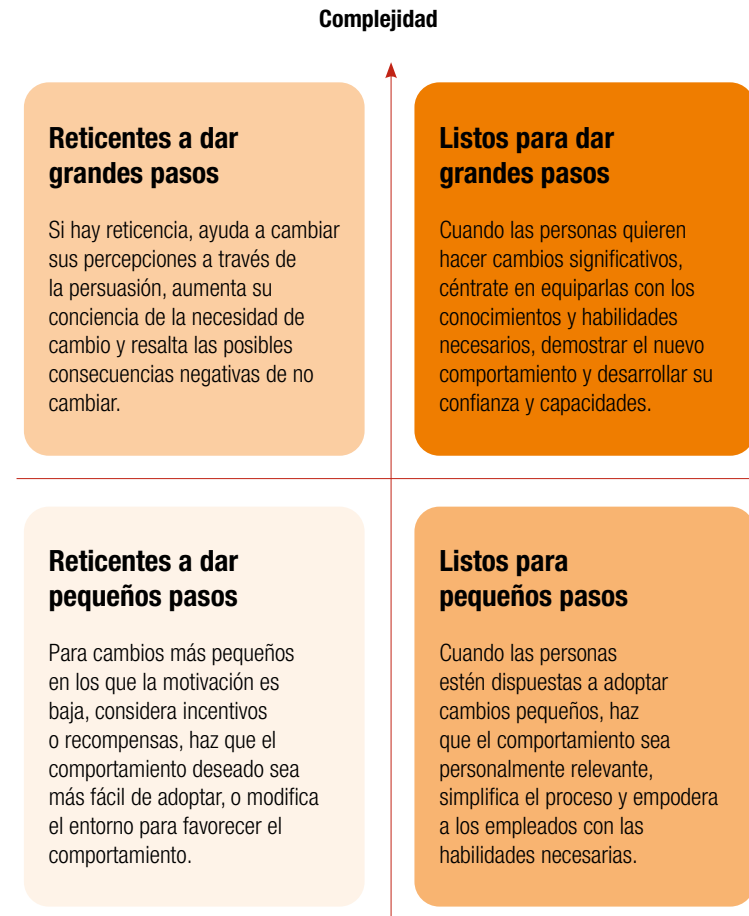 Complejidad
Reticentes a dar
grandes pasos
Si hay reticencia, ayuda a cambiar
sus percepciones a través de
la persuasión, aumenta su
conciencia de la necesidad de
cambio y resalta las posibles
consecuencias negativas de no
cambiar.
Listos para dar
grandes pasos
Cuando las personas quieren
hacer cambios significativos,
céntrate en equiparlas con los
conocimientos y habilidades
necesarios, demostrar el nuevo
comportamiento y desarrollar su
confianza y capacidades.
Reticentes a dar
pequeños pasos
Para cambios más pequeños
en los que la motivación es
baja, considera incentivos
o recompensas, haz que el
comportamiento deseado sea
más fácil de adoptar, o modifica
el entorno para favorecer el
comportamiento.
Listos para
pequeños pasos
Cuando las personas
estén dispuestas a adoptar
cambios pequeños, haz
que el comportamiento sea
personalmente relevante,
simplifica el proceso y empodera
a los empleados con las
habilidades necesarias.